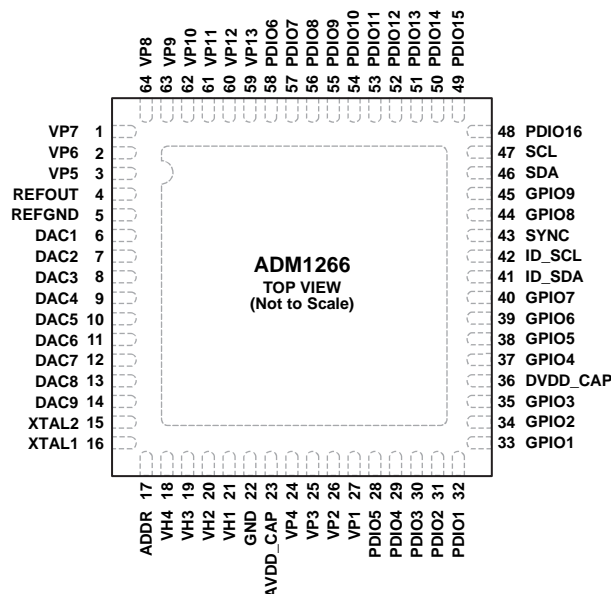 64 VP8
63 VP9
62 VP10
61 VP11
60 VP12
59 VP13
58 PDIO6
57 PDIO7
56 PDIO8
55 PDIO9
54 PDIO10
53 PDIO11
52 PDIO12
51 PDIO13
50 PDIO14
49 PDIO15
VP7 1
VP6 2
VP5 3
REFOUT 4
REFGND 5
DAC1 6
DAC2 7
DAC3 8
DAC4 9
DAC5 10
DAC6 11
DAC7 12
DAC8 13
DAC9 14
XTAL2 15
XTAL1 16
ADM1266
TOP VIEW
(Not to Scale)
48 PDIO16
47 SCL
46 SDA
45 GPIO9
44 GPIO8
43 SYNC
42 ID_SCL
41 ID_SDA
40 GPIO7
39 GPIO6
38 GPIO5
37 GPIO4
36 DVDD_CAP
35 GPIO3
34 GPIO2
33 GPIO1
ADDR 17
VH4 18
VH3 19
VH2 20
VH1 21
GND 22
AVDD_CAP 23
VP4 24
VP3 25
VP2 26
VP1 27
PDIO5 28
PDIO4 29
PDIO3 30
PDIO2 31
PDIO1 32